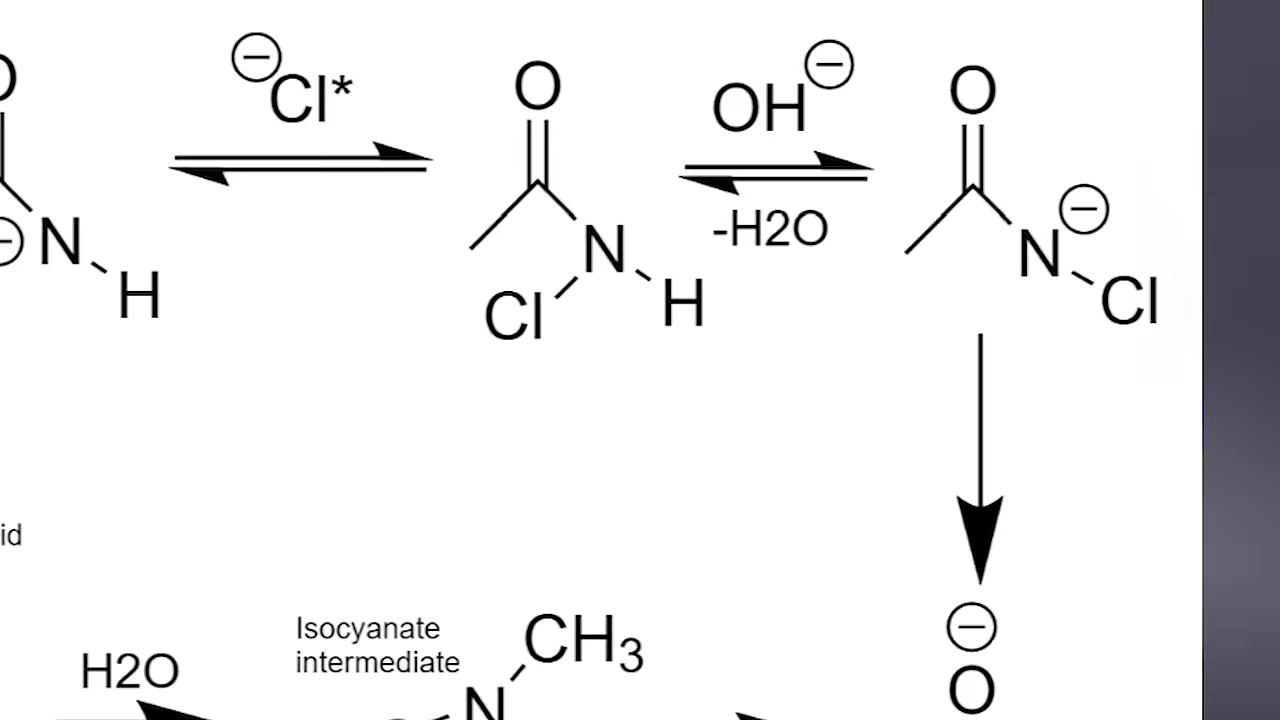 O
⊖
Cl*
O
OH
⊖
O
-H2O
⊖
N
H
N
Cl
H
N
⊖
Cl
id
Isocyanate
intermediate
CH3
H2O
N
⊖
O